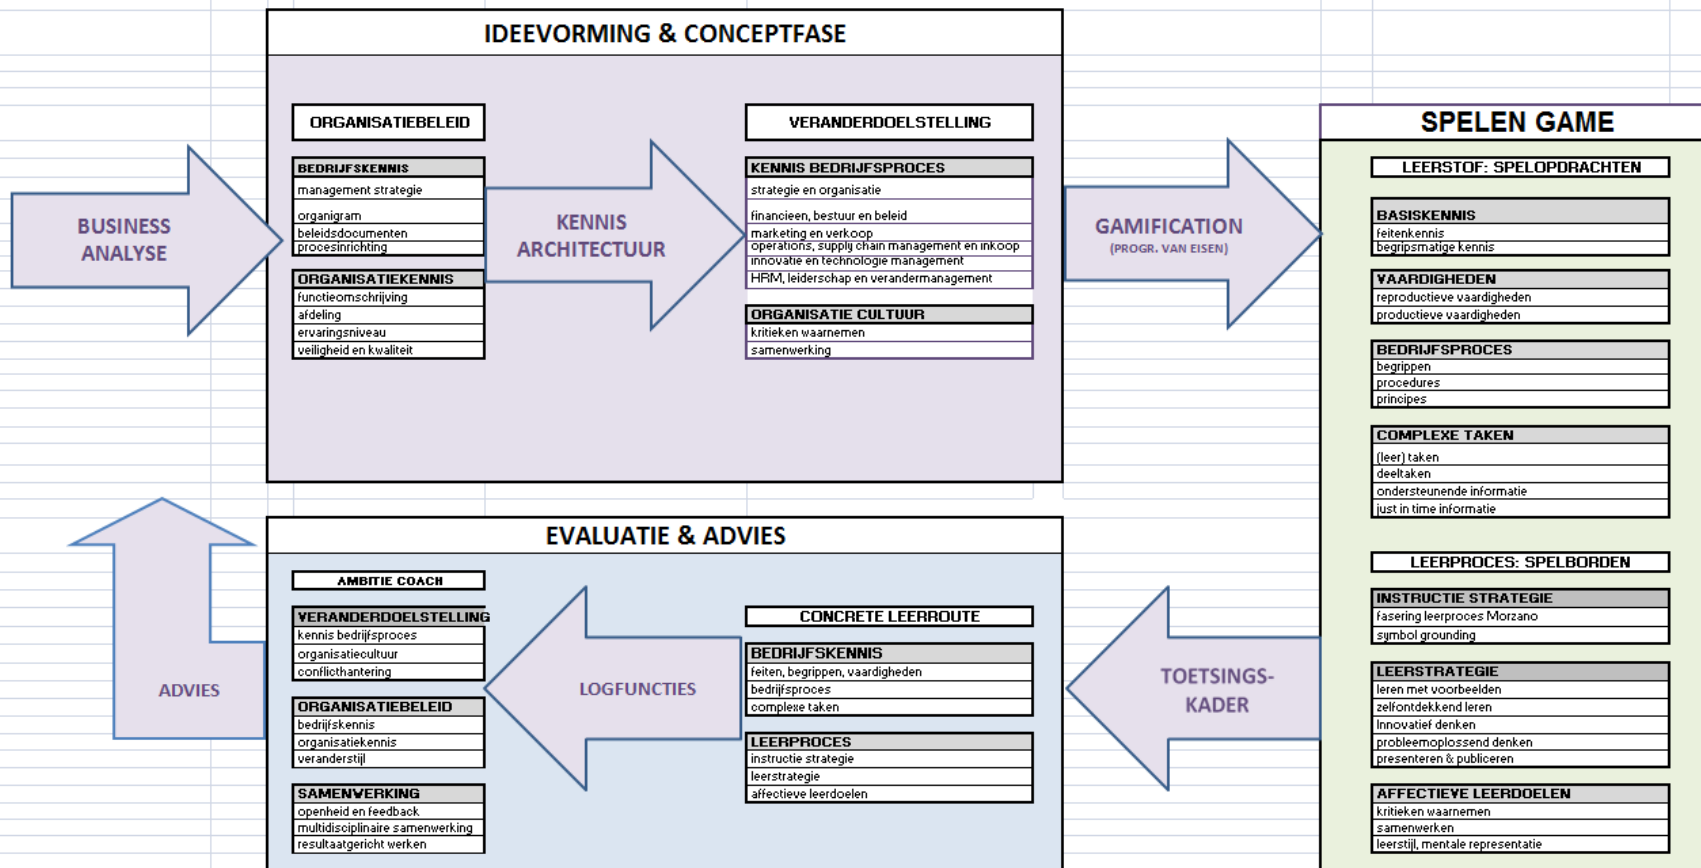 IDEEVORMING & CONCEPTFASE
BUSINESS
ANALYSE
ORGANISATIEBELEID
BEDRIJFSKENNIS
management strategie
organigram
beleidsdocumenten
procesinrichting
ORGANISATIEKENNIS
functieomschrijving
afdeling
ervaringsniveau
veiligheid en kwaliteit
KENNIS
ARCHITECTUUR
VERANDERDOELSTELLING
KENNIS BEDRIJFSPROCES
strategie en organisatie
financieen, bestuur en beleid
marketing en verkoop
operations, supply chain management en inkoop
innovatie en technologie management
HRM, leiderschap en verandermanagement
ORGANISATIE CULTUUR
kritieken waarnemen
samenwerking
GAMIFICATION
(PROGR. VAN EISEN)
SPELEN GAME
LEERSTOF: SPELOPDRACHTEN
BASISKENNIS
feitenkennis
begripsmatige kennis
VAARDIGHEDEN
reproductieve vaardigheden
productieve vaardigheden
BEDRIJFSPROCES
begrippen
procedures
principes
COMPLEXE TAKEN
(leer) taken
deeltaken
ondersteunende informatie
just in time informatie
LEERPROCES: SPELBORDEN
INSTRUCTIE STRATEGIE
fasering leerproces Morzano
symbol grounding
LEERSTRATEGIE
leren met voorbeelden
zelfontdekkend leren
Innovatief denken
probleemoplossend denken
presenteren & publiceren
AFFECTIEVE LEERDOELEN
kritieken waarnemen
samenwerken
leerstijl, mentale representatie
TOETSINGS-
KADER
EVALUATIE & ADVIES
CONCRETE LEERROUTE
BEDRIJFSKENNIS
feiten, begrippen, vaardigheden
bedrijfsproces
complexe taken
LEERPROCES
instructie strategie
leerstrategie
affectieve leerdoelen
LOGFUNCTIES
AMBITIE COACH
VERANDERDOELSTELLING
kennis bedrijfsproces
organisatiecultuur
conflicthantering
ORGANISATIEBELEID
bedrijfskennis
organisatiekennis
veranderstijl
SAMENWERKING
openheid en feedback
multidisciplinaire samenwerking
resultaatgericht werken
ADVIES